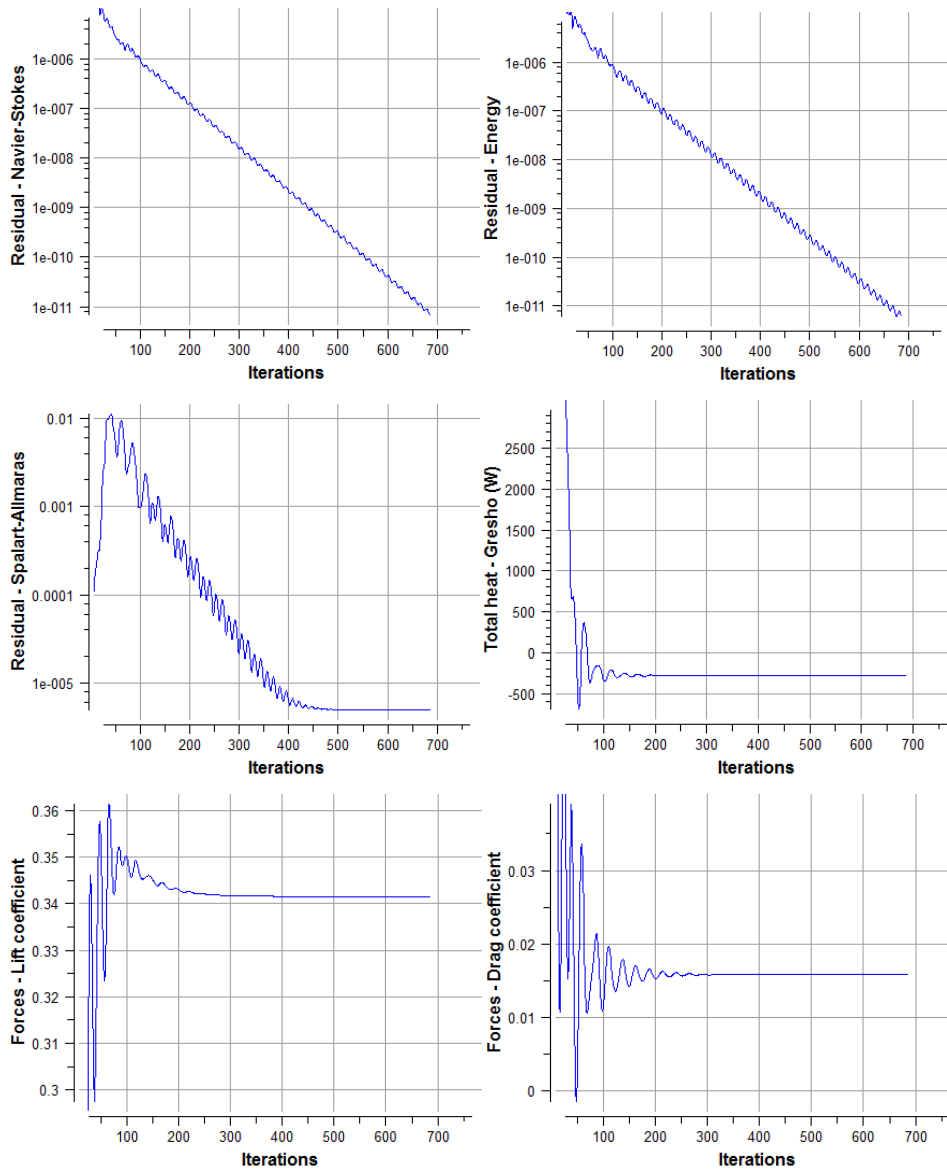 Residual - Navier-Stokes
1e-006
1e-007
1e-008
1e-009
1e-010
1e-011
100 200 300 400 500 600 700
Iterations
Residual - Energy
1e-006
1e-007
1e-008
1e-009
1e-010
1e-011
100 200 300 400 500 600 700
Iterations
Residual - Spalart-Allmaras
0.01
0.001
0.0001
1e-005
100 200 300 400 500 600 700
Iterations
Total heat - Gresho (W)
2500
2000
1500
1000
500
0
-500
100 200 300 400 500 600 700
Iterations
Forces - Lift coefficient
0.36
0.35
0.34
0.33
0.32
0.31
0.3
100 200 300 400 500 600 700
Iterations
Forces - Drag coefficient
0.03
0.02
0.01
0
100 200 300 400 500 600 700
Iterations